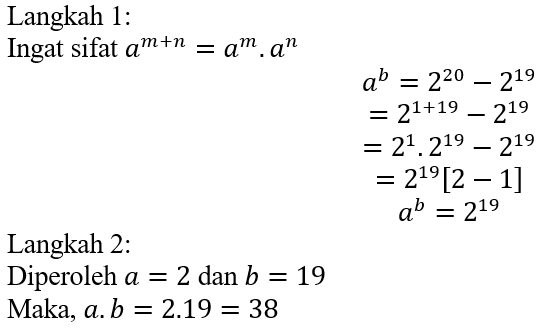 Langkah 1:
Ingat sifat $a^{m+n} = a^m . a^n$
$a^b = 2^{20} - 2^{19}$
$= 2^{1+19} - 2^{19}$
$= 2^1 . 2^{19} - 2^{19}$
$= 2^{19}[2 - 1]$
$a^b = 2^{19}$
Langkah 2:
Diperoleh $a = 2$ dan $b = 19$
Maka, $a . b = 2.19 = 38$